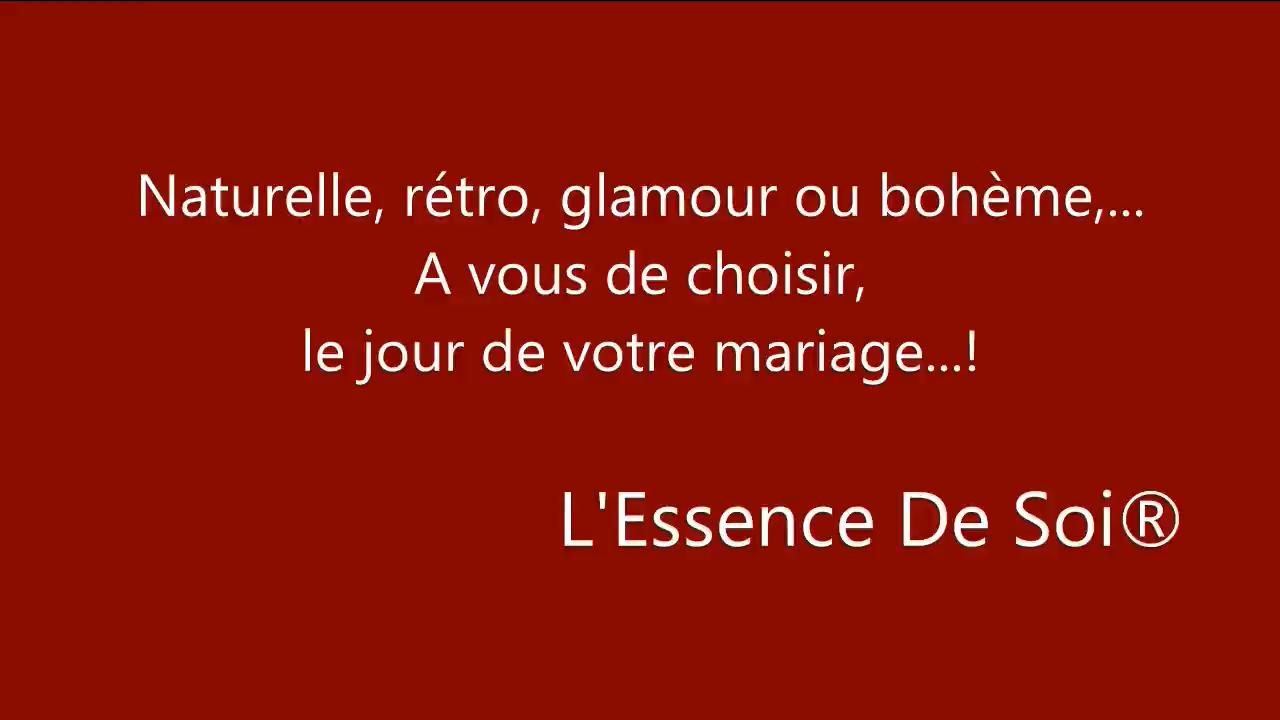 Naturelle, rétro, glamour ou bohème,...
A vous de choisir,
le jour de votre mariage...!
L'Essence De Soi®